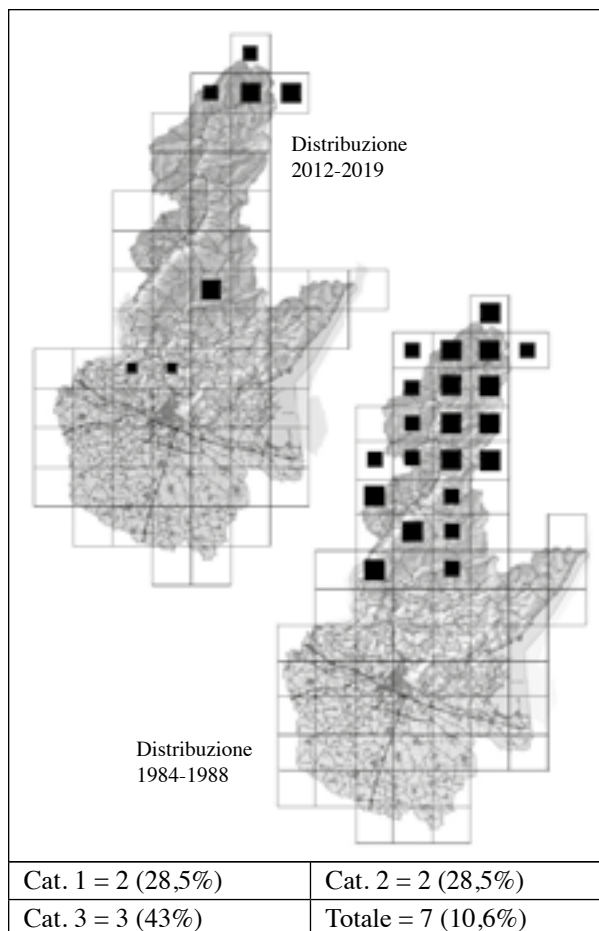 Distribuzione
2012-2019
Distribuzione
1984-1988
Cat. 1 = 2 (28,5%)
Cat. 2 = 2 (28,5%)
Cat. 3 = 3 (43%)
Totale = 7 (10,6%)